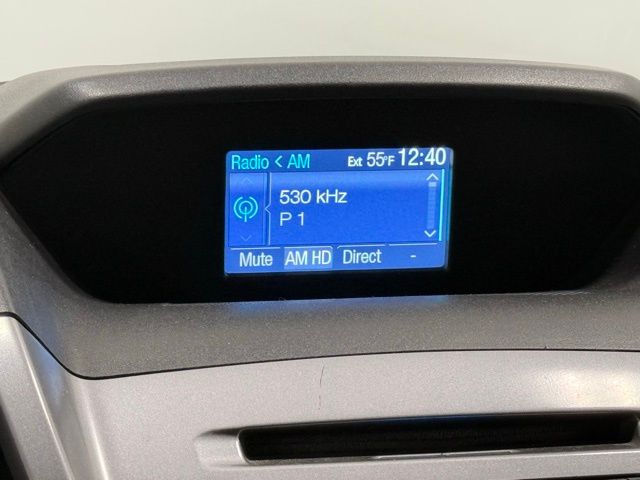 Radio < AM Ext 55°F 12:40
530 kHz
P 1
Mute AM HD Direct -